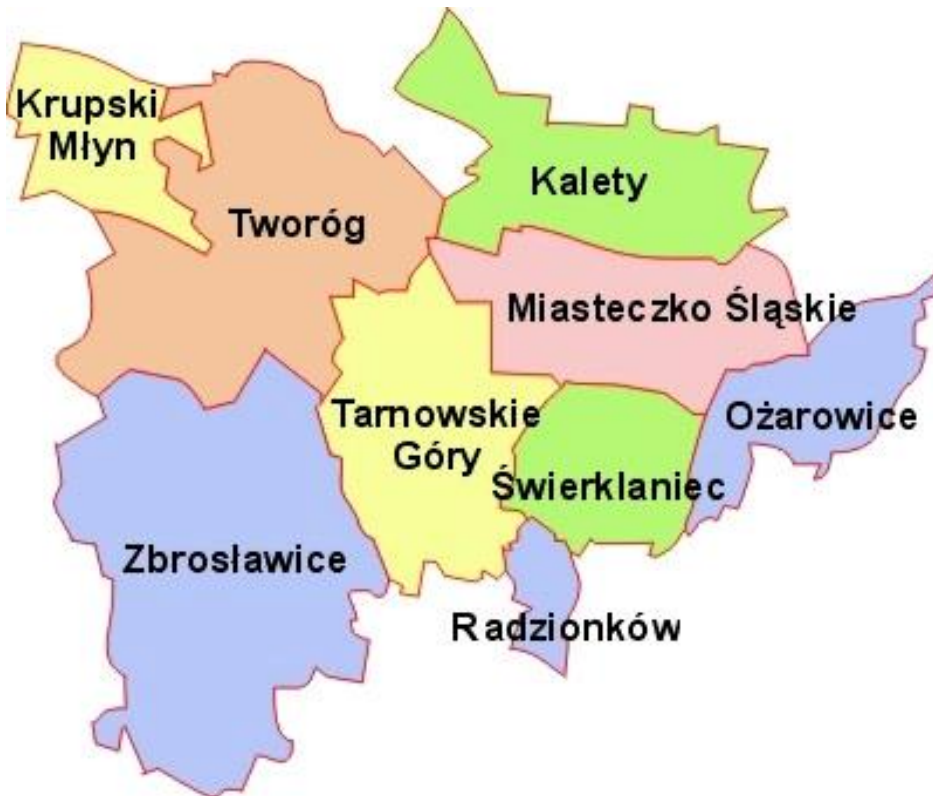 Krupski
Młyn
Kalety
Tworóg
Miasteczko Śląskie
Tarnowskie
Góry
Ożarowice
Świerklaniec
Zbrosławice
Radzionków